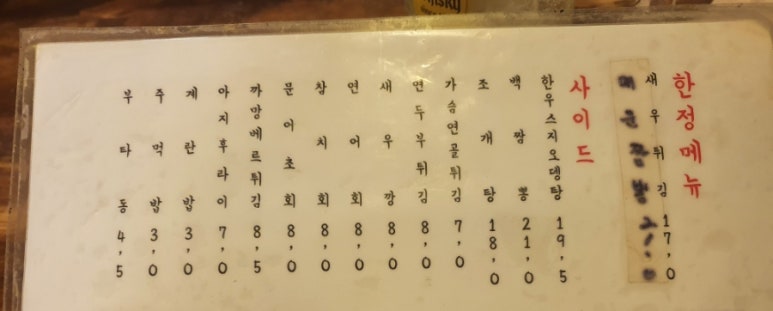 한정메뉴
새우튀김 17,0
사이드
한우스지오뎅탕 19,5
백짬뽕 21,0
조개탕 18,0
가슴연골튀김 7,0
연두부튀김 8,0
새우깡 8,0
연어회 8,0
참치회 8,0
문어초회 8,0
까망베르튀김 8,5
아지후라이 7,0
계란밥 3,0
주먹밥 3,0
부타동 4,5